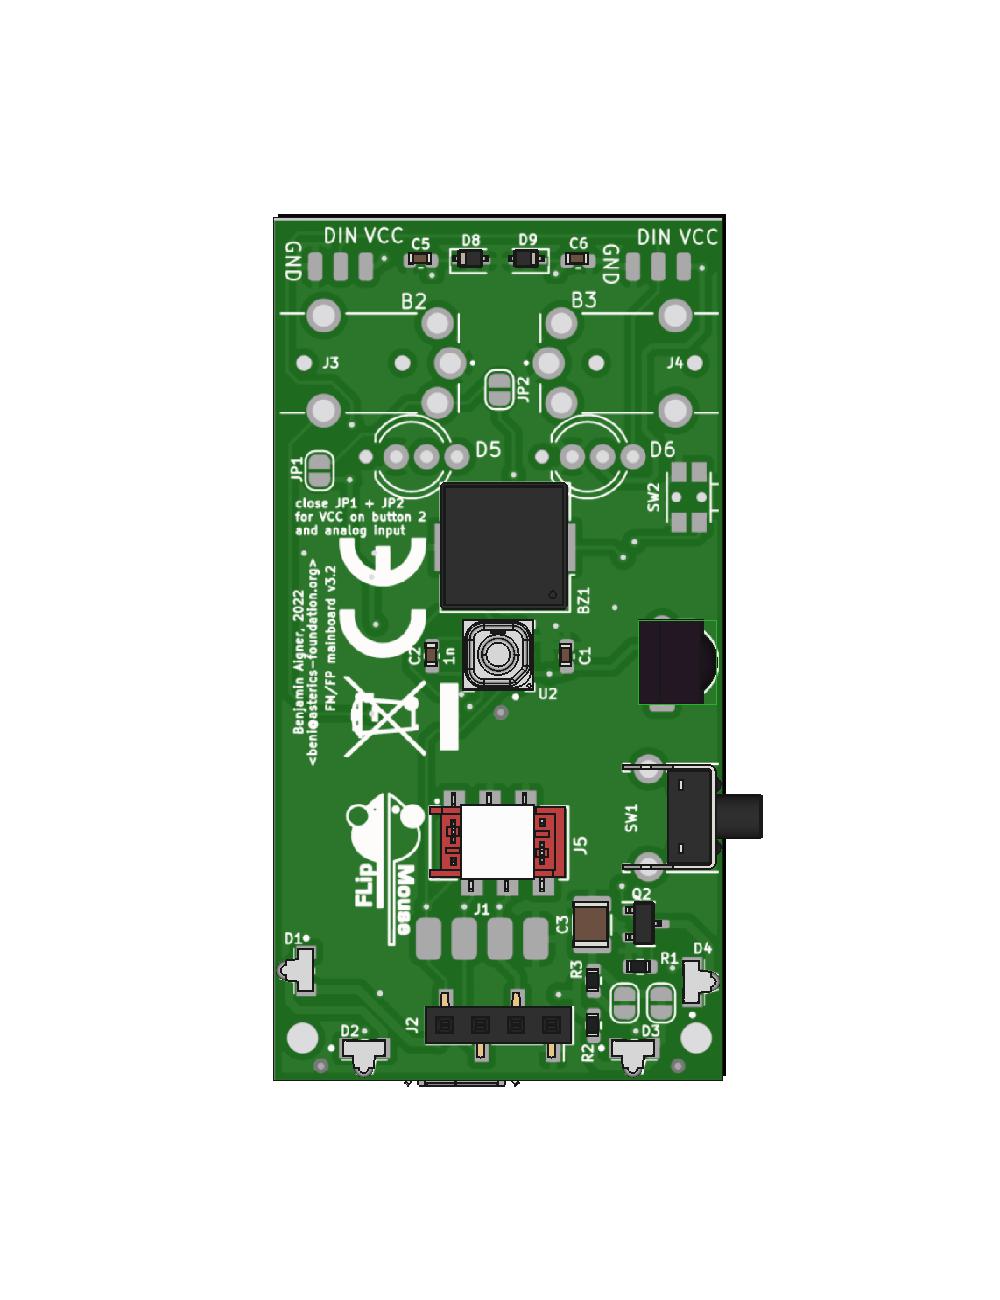 GND
DIN VCC
C5
D8
D9
C6
GND
DIN VCC
B2
B3
J3
J4
JP2
D5
D6
JP1
SW2
close JP1 + JP2
for VCC on button 2
and analog input
BZ1
Benjamin Aigner, 2022
<beni@asterics-foundation.org>
FM/FP mainboard v3.2
C2
1n
C1
U2
SW1
J5
FLip
Mouse
J1
C3
Q2
D1
R3
R1
D4
J2
D2
R2
D3